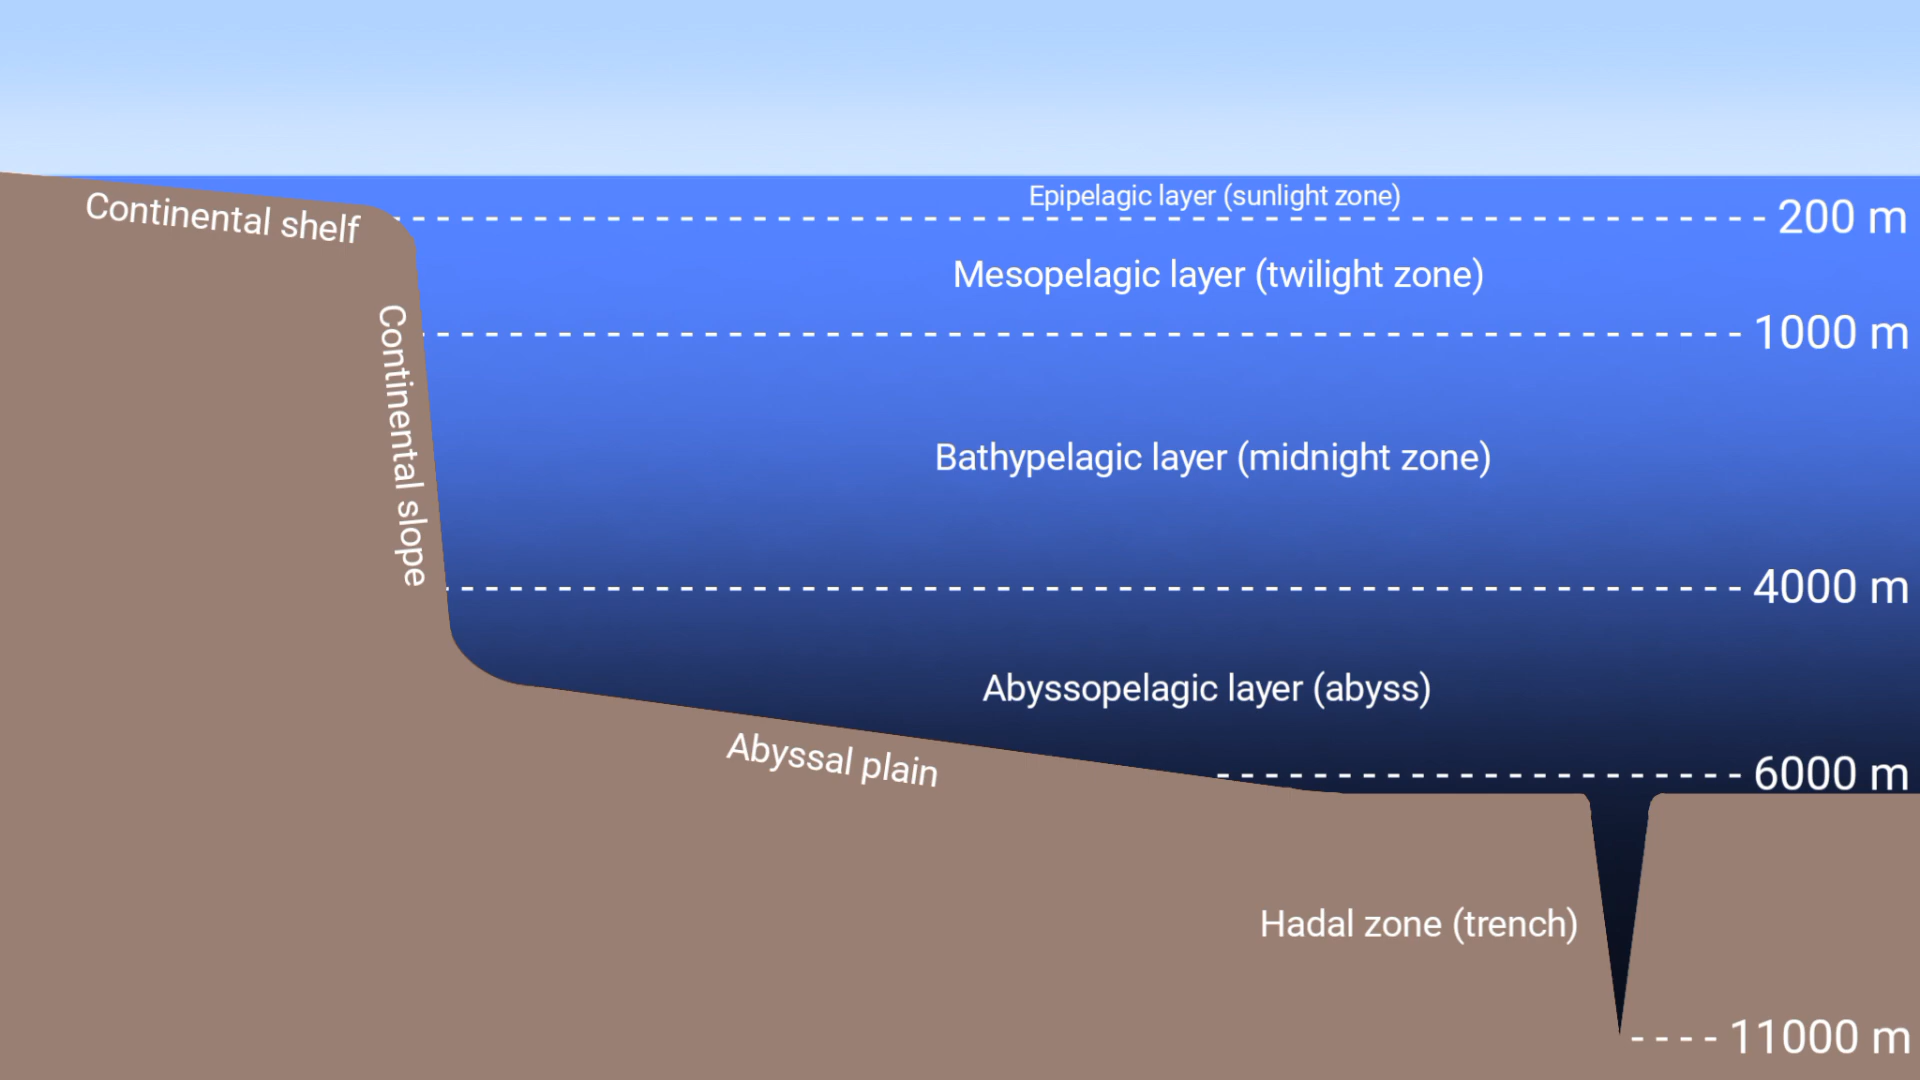 Epipelagic layer (sunlight zone)
Continental shelf
200 m
Mesopelagic layer (twilight zone)
1000 m
Continental slope
Bathypelagic layer (midnight zone)
4000 m
Abyssopelagic layer (abyss)
Abyssal plain
6000 m
Hadal zone (trench)
11000 m